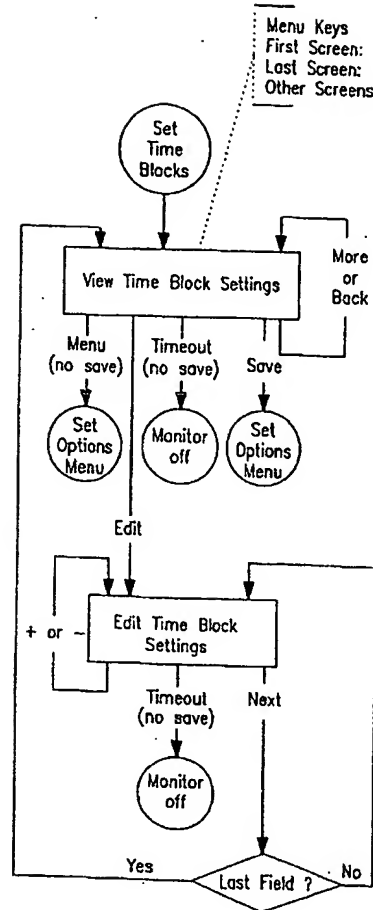 Menu Keys
First Screen:
Last Screen:
Other Screens
Set
Time
Blocks
View Time Block Settings
More
or
Back
Menu
(no save)
Timeout
(no save)
Save
Set
Options
Menu
Monitor
off
Set
Options
Menu
Edit
+ or -
Edit Time Block
Settings
Timeout
(no save)
Next
Monitor
off
Yes
Last Field ?
No